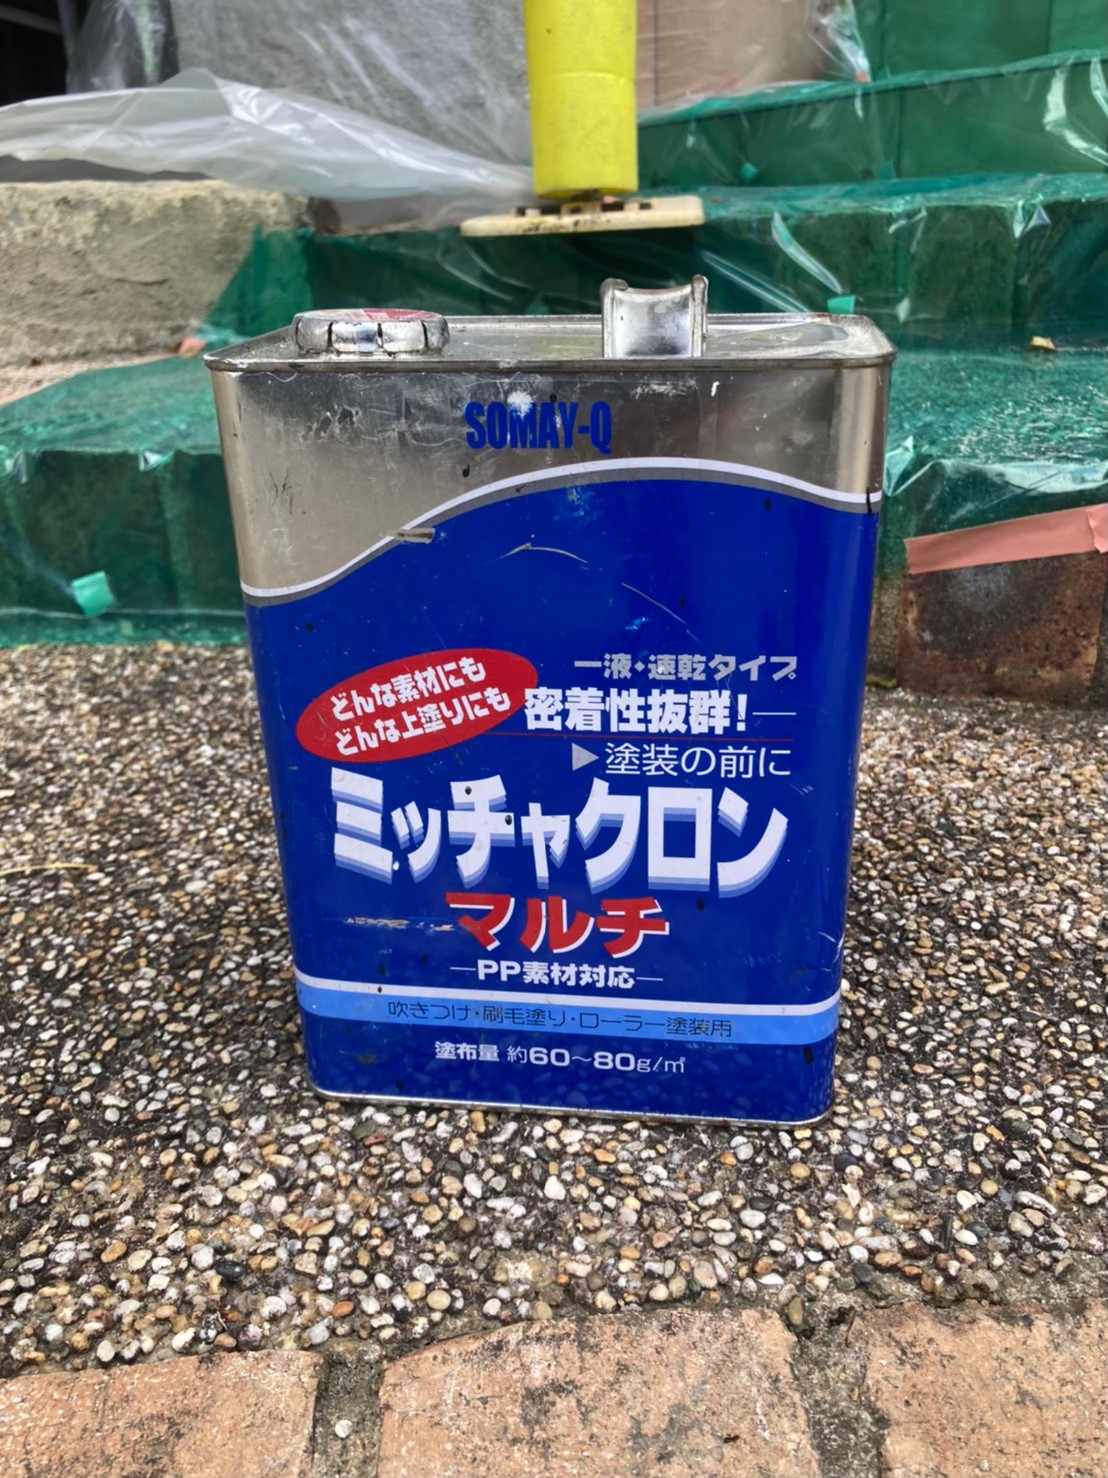 SOMAY-Q
どんな素材にも
どんな上塗りにも
一液・速乾タイプ
密着性抜群!
▶塗装の前に
ミッチャクロン
マルチ
PP素材対応
吹きつけ・刷毛塗り・ローラー塗装用
塗布量 約60～80g/㎡